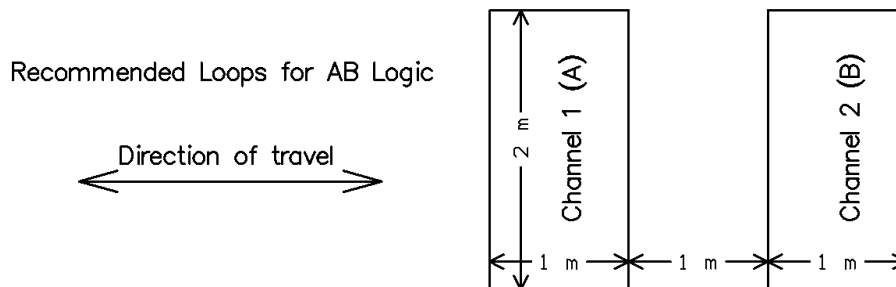 Recommended Loops for AB Logic
Direction of travel
Channel 1 (A)
2 m
Channel 2 (B)
1 m
1 m
1 m